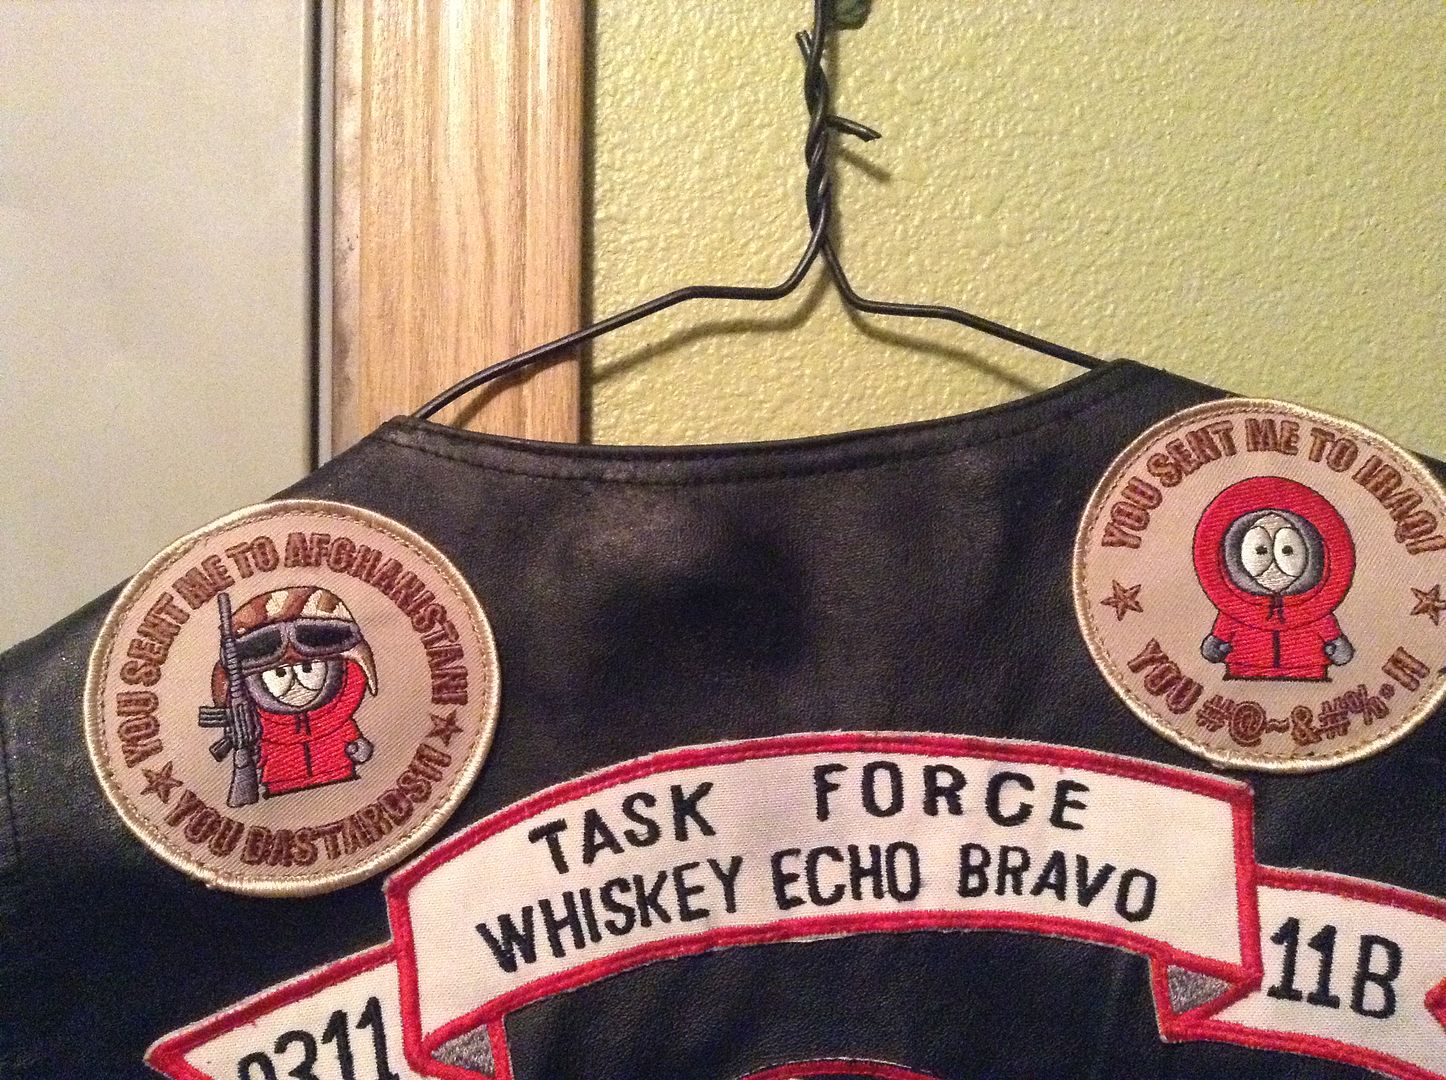 YOU SENT ME TO AFGHANISTAN!
YOU BASTARDS!!!
YOU SENT ME TO IRAQ!
YOU #@~&#%*!!
TASK FORCE
WHISKEY ECHO BRAVO
0311
11B